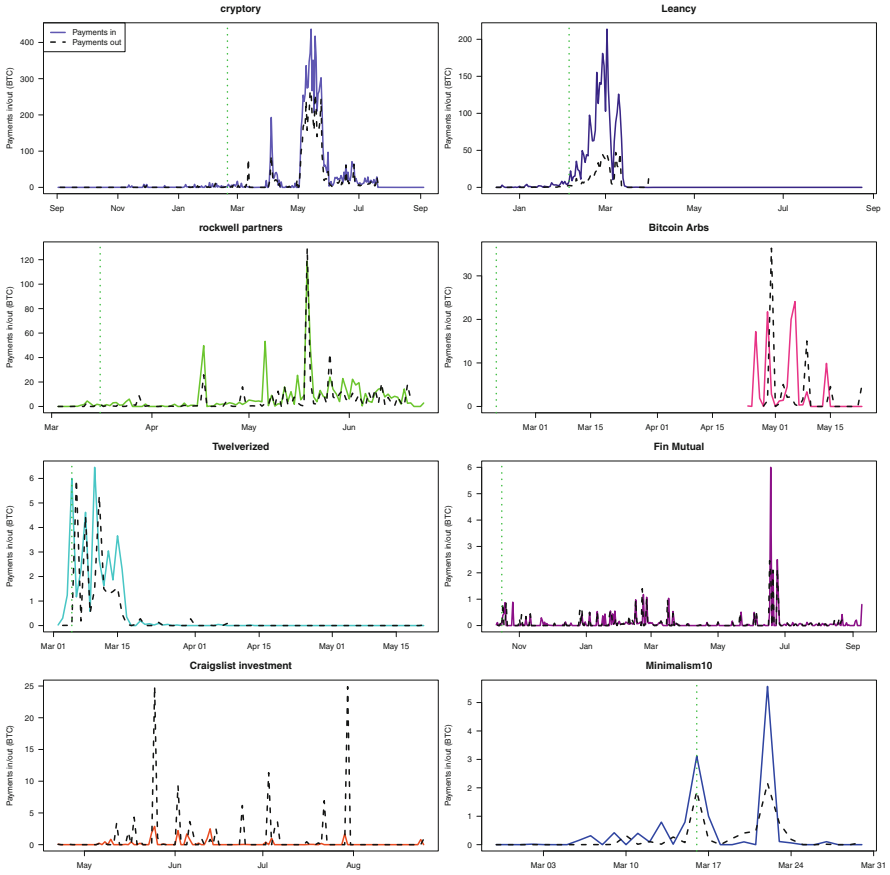 cryptory
Payments in/out (BTC)
400
300
200
100
0
Payments in
Payments out
Sep Nov Jan Mar May Jul Sep
Leancy
Payments in/out (BTC)
200
150
100
50
0
Jan Mar May Jul Sep
rockwell partners
Payments in/out (BTC)
120
100
80
60
40
20
0
Mar Apr May Jun
Bitcoin Arbs
Payments in/out (BTC)
30
20
10
0
Mar 01 Mar 15 Apr 01 Apr 15 May 01 May 15
Twelverized
Payments in/out (BTC)
6
5
4
3
2
1
0
Mar 01 Mar 15 Apr 01 Apr 15 May 01 May 15
Fin Mutual
Payments in/out (BTC)
6
5
4
3
2
1
0
Nov Jan Mar May Jul Sep
Craigslist investment
Payments in/out (BTC)
25
20
15
10
5
0
May Jun Jul Aug
Minimalism10
Payments in/out (BTC)
5
4
3
2
1
0
Mar 03 Mar 10 Mar 17 Mar 24 Mar 31